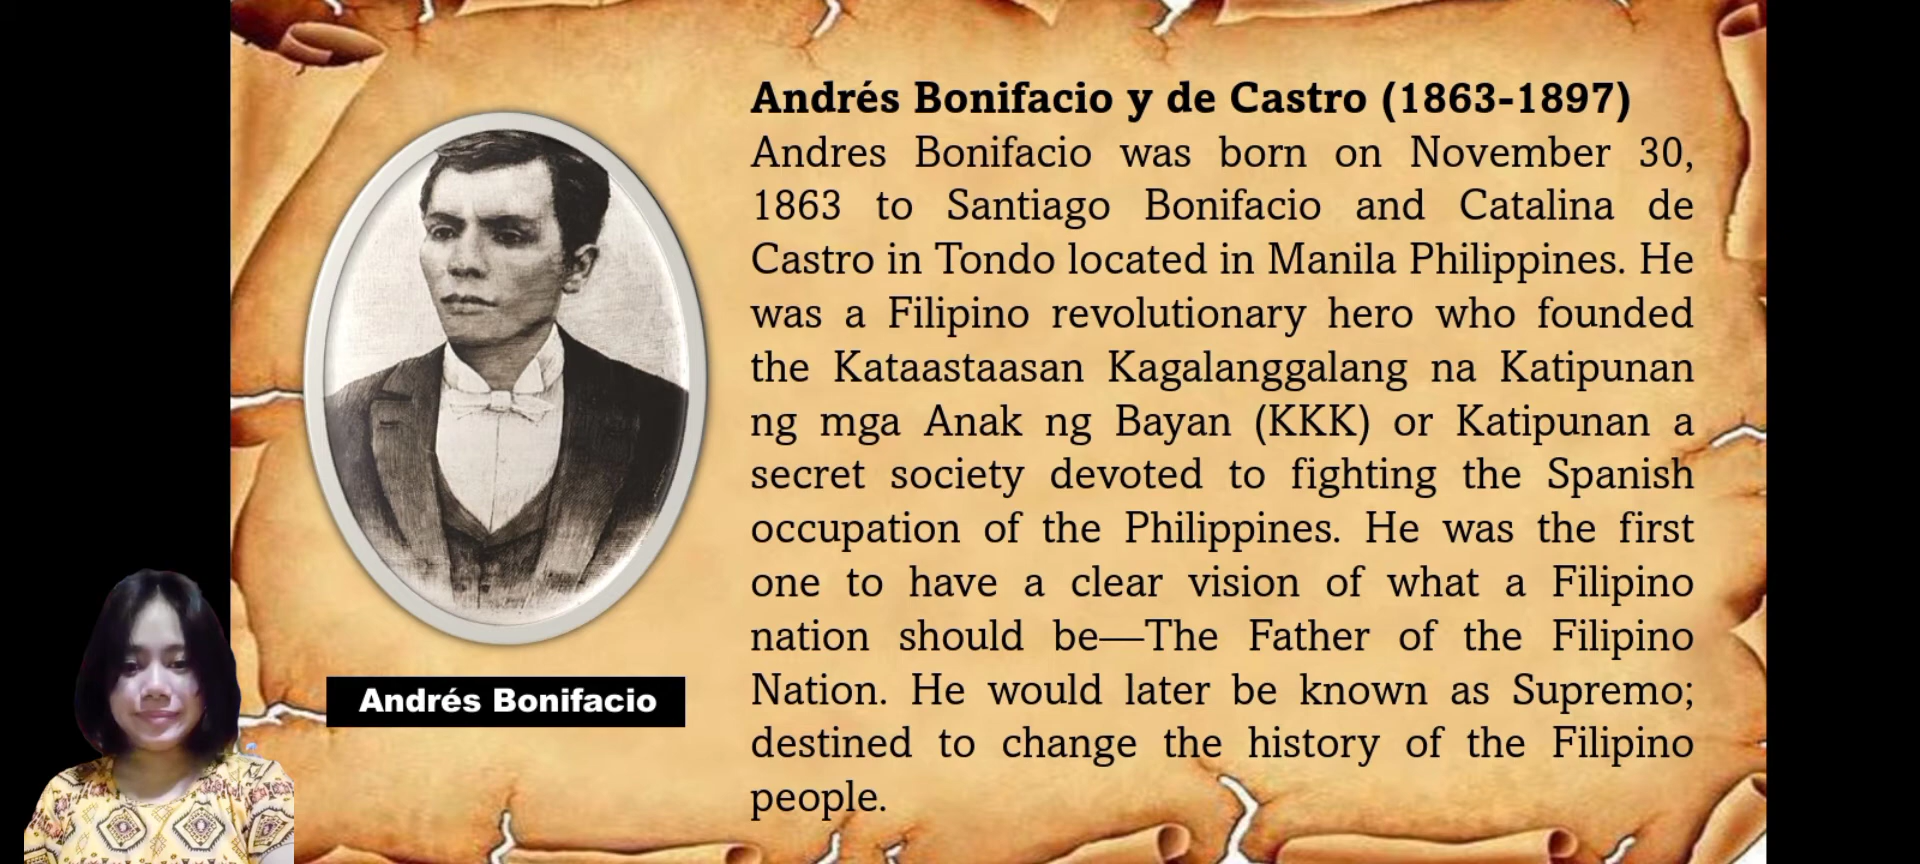 Andrés Bonifacio y de Castro (1863-1897)
Andres Bonifacio was born on November 30,
1863 to Santiago Bonifacio and Catalina de
Castro in Tondo located in Manila Philippines. He
was a Filipino revolutionary hero who founded
the Kataastaasan Kagalanggalang na Katipunan
ng mga Anak ng Bayan (KKK) or Katipunan a
secret society devoted to fighting the Spanish
occupation of the Philippines. He was the first
one to have a clear vision of what a Filipino
nation should be—The Father of the Filipino
Nation. He would later be known as Supremo;
destined to change the history of the Filipino
people.
Andrés Bonifacio